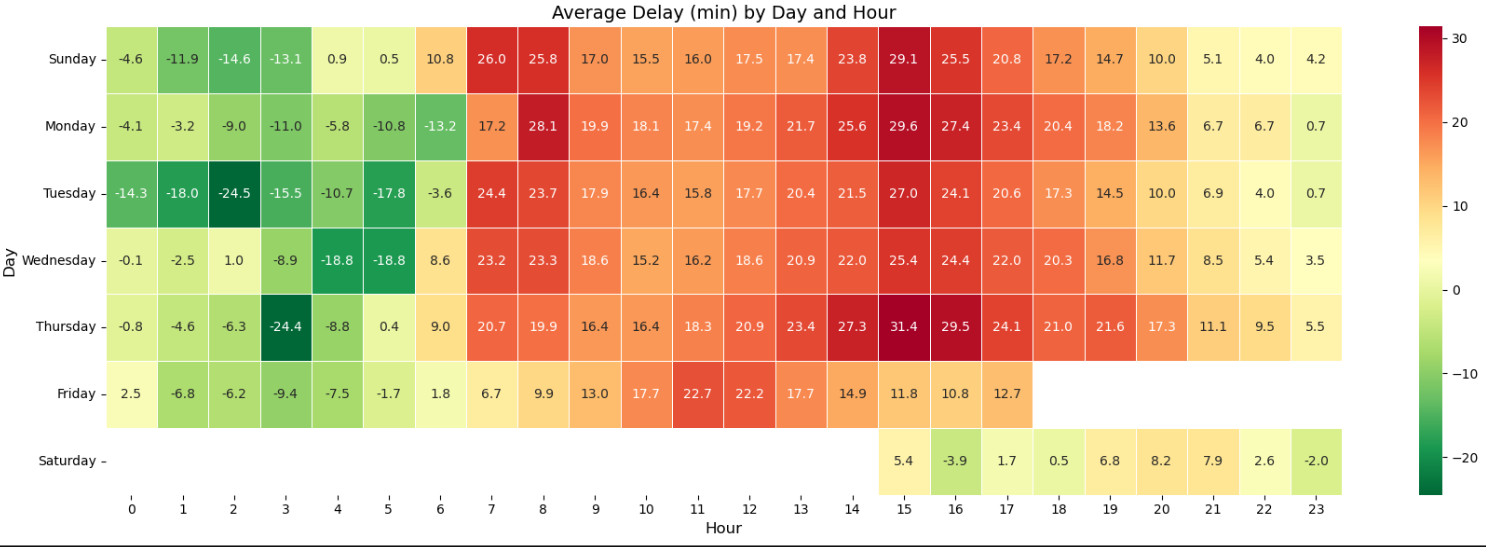 Average Delay (min) by Day and Hour
Sunday -4.6 -11.9 -14.6 -13.1 0.9 0.5 10.8 26.0 25.8 17.0 15.5 16.0 17.5 17.4 23.8 29.1 25.5 20.8 17.2 14.7 10.0 5.1 4.0 4.2
Monday -4.1 -3.2 -9.0 -11.0 -5.8 -10.8 -13.2 17.2 28.1 19.9 18.1 17.4 19.2 21.7 25.6 29.6 27.4 23.4 20.4 18.2 13.6 6.7 6.7 0.7
Tuesday -14.3 -18.0 -24.5 -15.5 -10.7 -17.8 -3.6 24.4 23.7 17.9 16.4 15.8 17.7 20.4 21.5 27.0 24.1 20.6 17.3 14.5 10.0 6.9 4.0 0.7
Wednesday -0.1 -2.5 1.0 -8.9 -18.8 -18.8 8.6 23.2 23.3 18.6 15.2 16.2 18.6 20.9 22.0 25.4 24.4 22.0 20.3 16.8 11.7 8.5 5.4 3.5
Thursday -0.8 -4.6 -6.3 -24.4 -8.8 0.4 9.0 20.7 19.9 16.4 16.4 18.3 20.9 23.4 27.3 31.4 29.5 24.1 21.0 21.6 17.3 11.1 9.5 5.5
Friday 2.5 -6.8 -6.2 -9.4 -7.5 -1.7 1.8 6.7 9.9 13.0 17.7 22.7 22.2 17.7 14.9 11.8 10.8 12.7
Saturday 5.4 -3.9 1.7 0.5 6.8 8.2 7.9 2.6 -2.0
0 1 2 3 4 5 6 7 8 9 10 11 12 13 14 15 16 17 18 19 20 21 22 23
Hour
Day
30
20
10
0
−10
−20